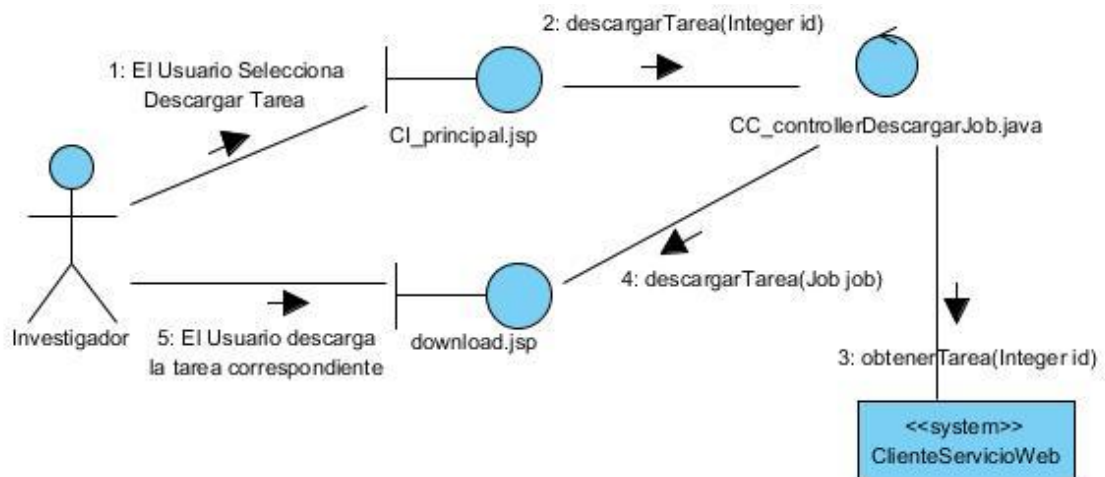 2: descargarTarea(Integer id)
1: El Usuario Selecciona
Descargar Tarea
CI_principal.jsp
CC_controllerDescargarJob.java
4: descargarTarea(Job job)
Investigador
5: El Usuario descarga
la tarea correspondiente
download.jsp
3: obtenerTarea(Integer id)
<<system>>
ClienteServicioWeb